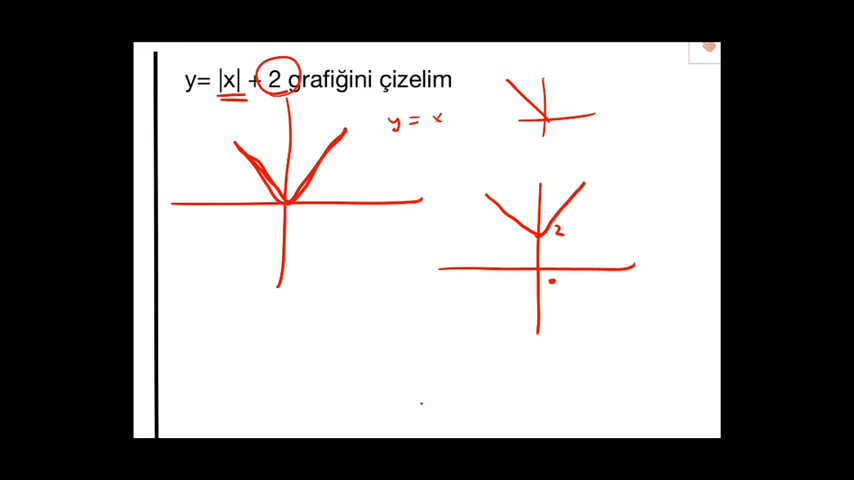 y= |x| + 2 grafiğini çizelim
y = x
2